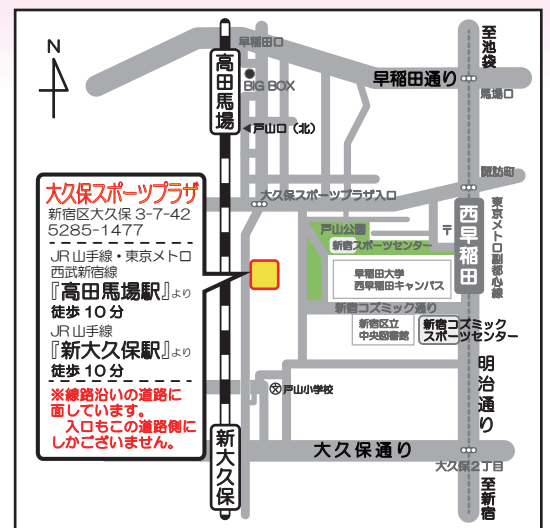 N
早稲田口
高田馬場
BIG BOX
戸山口（北）
早稲田通り
至池袋
馬場口
諏訪町
大久保スポーツプラザ入口
大久保スポーツプラザ
新宿区大久保 3-7-42
5285-1477
JR 山手線・東京メトロ
西武新宿線
『高田馬場駅』より
徒歩 10 分
JR 山手線
『新大久保駅』より
徒歩 10 分
※線路沿いの道路に
面しています。
入口もこの道路側に
しかございません。
戸山公園
新宿スポーツセンター
〒
西早稲田
東京メトロ副都心線
早稲田大学
西早稲田キャンパス
新宿コズミック通り
新宿区立
中央図書館
新宿コズミック
スポーツセンター
明治通り
戸山小学校
新大久保
大久保通り
大久保2丁目
至新宿